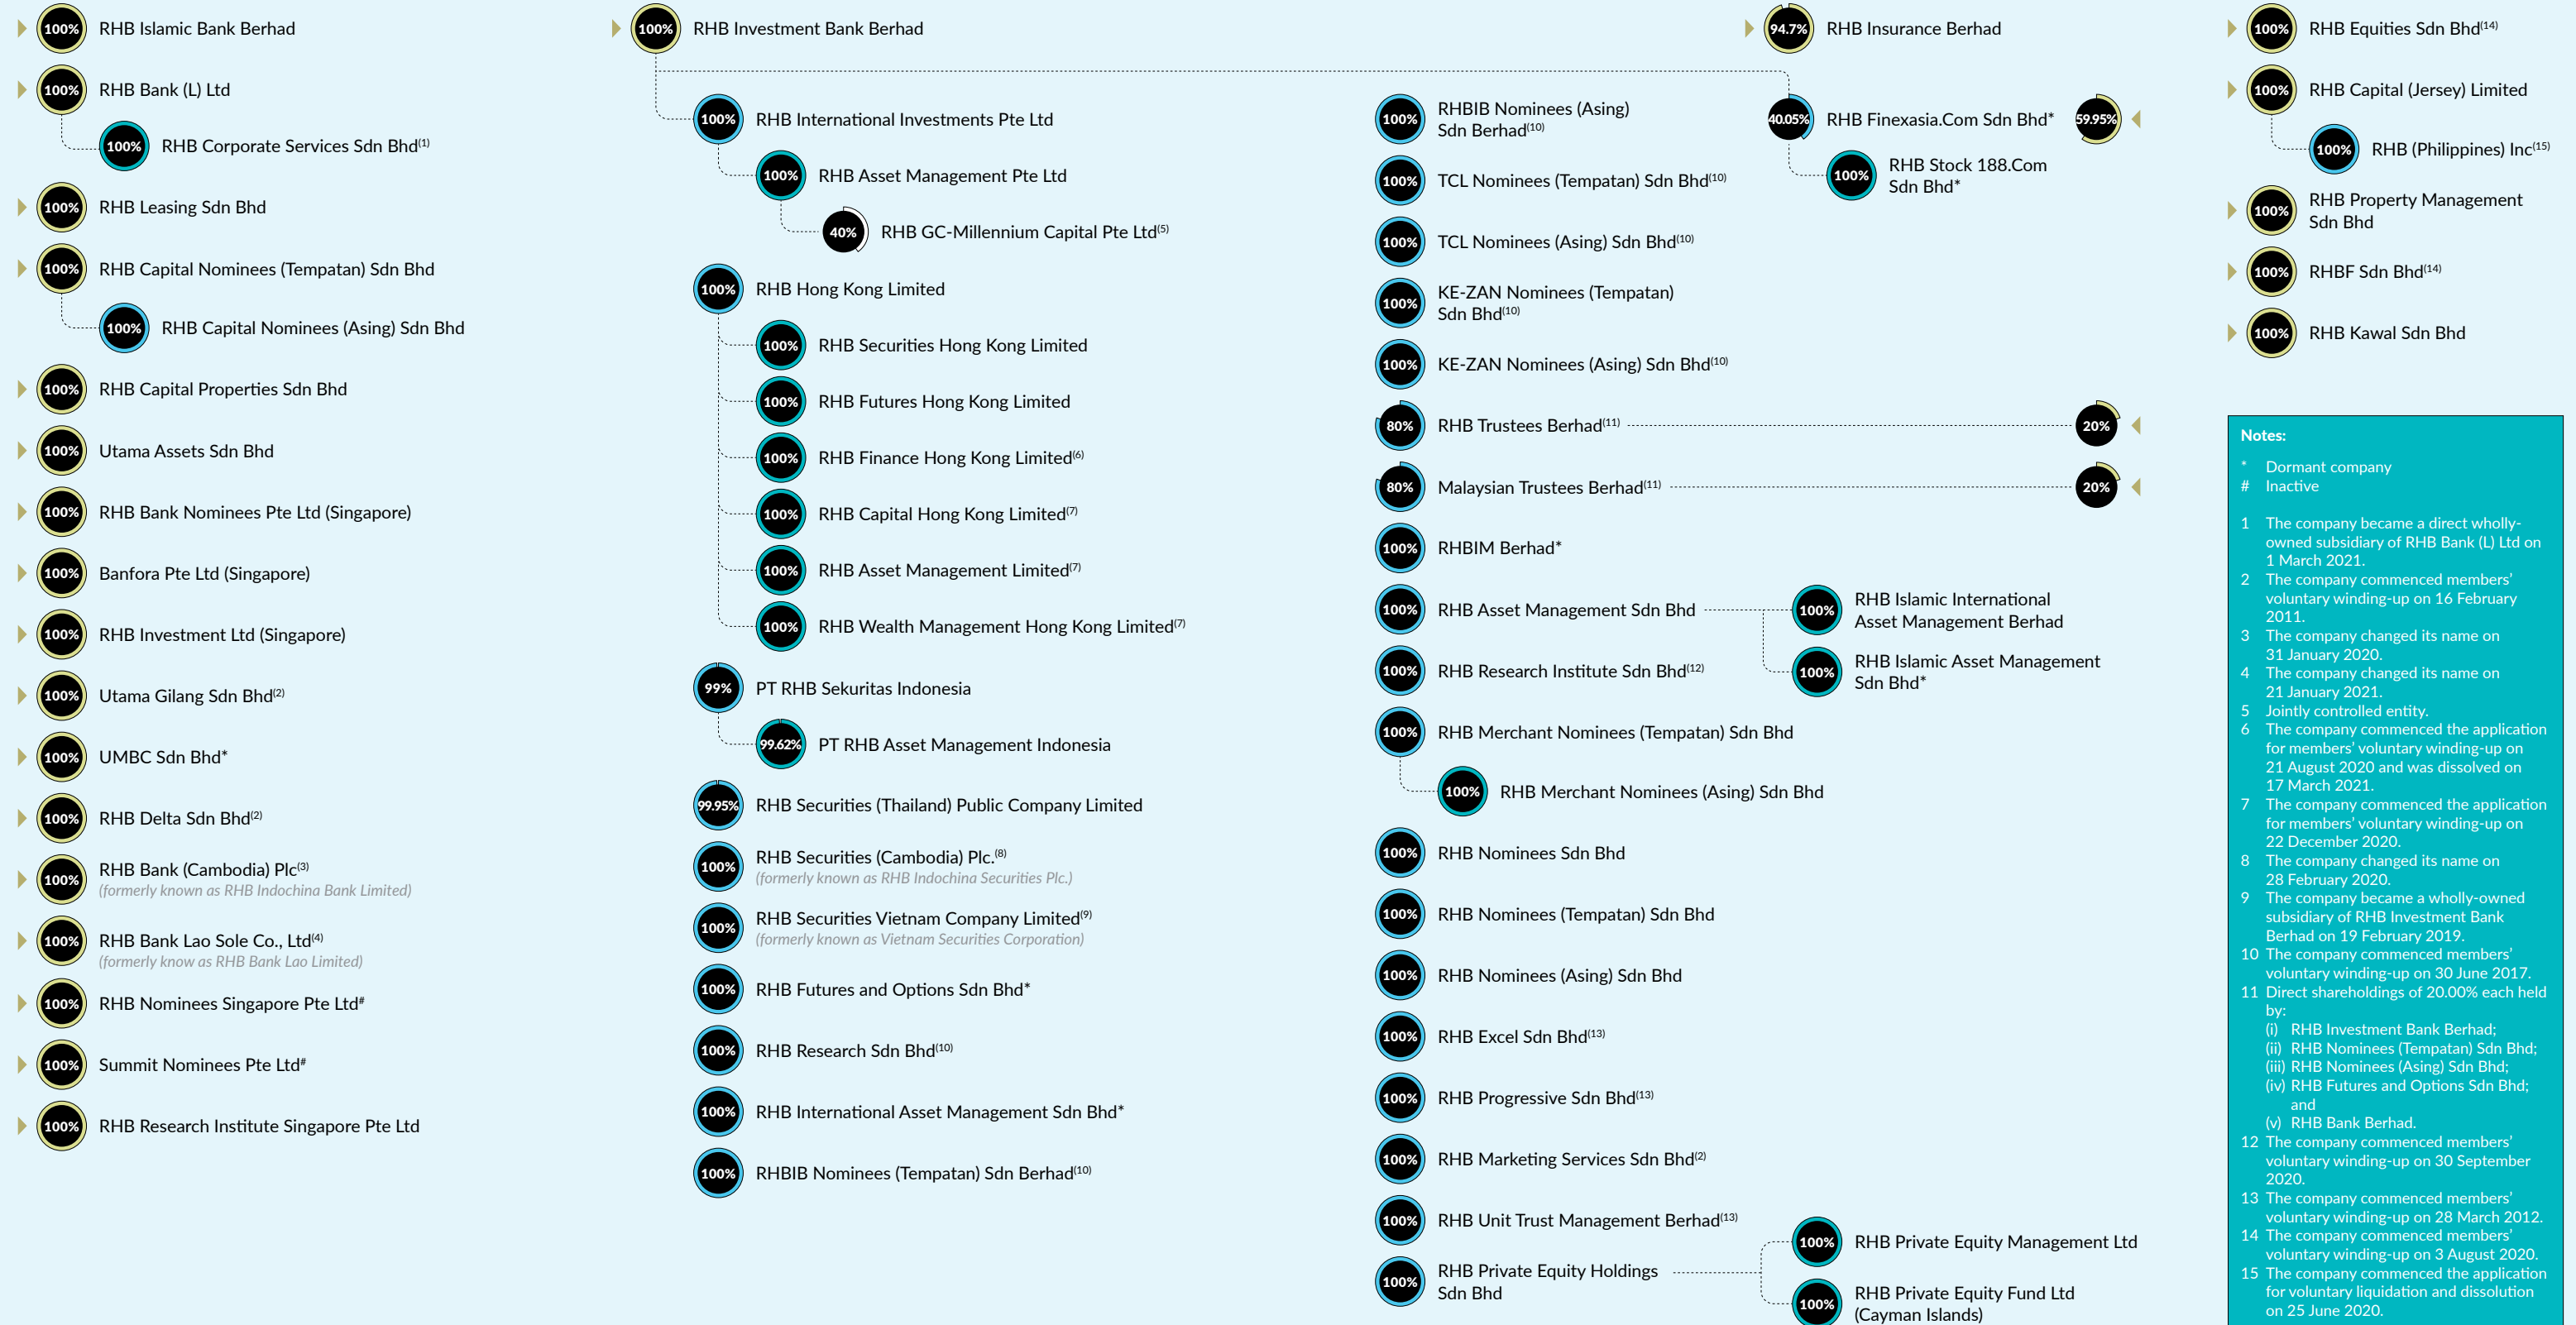 100% RHB Islamic Bank Berhad
100% RHB Bank (L) Ltd
100% RHB Corporate Services Sdn Bhd(1)
100% RHB Leasing Sdn Bhd
100% RHB Capital Nominees (Tempatan) Sdn Bhd
100% RHB Capital Nominees (Asing) Sdn Bhd
100% RHB Capital Properties Sdn Bhd
100% Utama Assets Sdn Bhd
100% RHB Bank Nominees Pte Ltd (Singapore)
100% Banfora Pte Ltd (Singapore)
100% RHB Investment Ltd (Singapore)
100% Utama Gilang Sdn Bhd(2)
100% UMBC Sdn Bhd*
100% RHB Delta Sdn Bhd(2)
100% RHB Bank (Cambodia) Plc(3)
(formerly known as RHB Indochina Bank Limited)
100% RHB Bank Lao Sole Co., Ltd(4)
(formerly know as RHB Bank Lao Limited)
100% RHB Nominees Singapore Pte Ltd#
100% Summit Nominees Pte Ltd#
100% RHB Research Institute Singapore Pte Ltd
100% RHB Investment Bank Berhad
100% RHB International Investments Pte Ltd
100% RHB Asset Management Pte Ltd
40% RHB GC-Millennium Capital Pte Ltd(5)
100% RHB Hong Kong Limited
100% RHB Securities Hong Kong Limited
100% RHB Futures Hong Kong Limited
100% RHB Finance Hong Kong Limited(6)
100% RHB Capital Hong Kong Limited(7)
100% RHB Asset Management Limited(7)
100% RHB Wealth Management Hong Kong Limited(7)
99% PT RHB Sekuritas Indonesia
99.62% PT RHB Asset Management Indonesia
99.95% RHB Securities (Thailand) Public Company Limited
100% RHB Securities (Cambodia) Plc.(8)
(formerly known as RHB Indochina Securities Plc.)
100% RHB Securities Vietnam Company Limited(9)
(formerly known as Vietnam Securities Corporation)
100% RHB Futures and Options Sdn Bhd*
100% RHB Research Sdn Bhd(10)
100% RHB International Asset Management Sdn Bhd*
100% RHBIB Nominees (Tempatan) Sdn Berhad(10)
100% RHBIB Nominees (Asing)
Sdn Berhad(10)
100% TCL Nominees (Tempatan) Sdn Bhd(10)
100% TCL Nominees (Asing) Sdn Bhd(10)
100% KE-ZAN Nominees (Tempatan)
Sdn Bhd(10)
100% KE-ZAN Nominees (Asing) Sdn Bhd(10)
80% RHB Trustees Berhad(11) 20%
80% Malaysian Trustees Berhad(11) 20%
100% RHBIM Berhad*
100% RHB Asset Management Sdn Bhd
100% RHB Islamic International
Asset Management Berhad
100% RHB Islamic Asset Management
Sdn Bhd*
100% RHB Research Institute Sdn Bhd(12)
100% RHB Merchant Nominees (Tempatan) Sdn Bhd
100% RHB Merchant Nominees (Asing) Sdn Bhd
100% RHB Nominees Sdn Bhd
100% RHB Nominees (Tempatan) Sdn Bhd
100% RHB Nominees (Asing) Sdn Bhd
100% RHB Excel Sdn Bhd(13)
100% RHB Progressive Sdn Bhd(13)
100% RHB Marketing Services Sdn Bhd(2)
100% RHB Unit Trust Management Berhad(13)
100% RHB Private Equity Holdings
Sdn Bhd
100% RHB Private Equity Management Ltd
100% RHB Private Equity Fund Ltd
(Cayman Islands)
94.7% RHB Insurance Berhad
40.05% RHB Finexasia.Com Sdn Bhd* 59.95%
100% RHB Stock 188.Com
Sdn Bhd*
100% RHB Equities Sdn Bhd(14)
100% RHB Capital (Jersey) Limited
100% RHB (Philippines) Inc(15)
100% RHB Property Management
Sdn Bhd
100% RHBF Sdn Bhd(14)
100% RHB Kawal Sdn Bhd
Notes:
* Dormant company
# Inactive
1 The company became a direct wholly-
owned subsidiary of RHB Bank (L) Ltd on
1 March 2021.
2 The company commenced members'
voluntary winding-up on 16 February
2011.
3 The company changed its name on
31 January 2020.
4 The company changed its name on
21 January 2021.
5 Jointly controlled entity.
6 The company commenced the application
for members' voluntary winding-up on
21 August 2020 and was dissolved on
17 March 2021.
7 The company commenced the application
for members' voluntary winding-up on
22 December 2020.
8 The company changed its name on
28 February 2020.
9 The company became a wholly-owned
subsidiary of RHB Investment Bank
Berhad on 19 February 2019.
10 The company commenced members'
voluntary winding-up on 30 June 2017.
11 Direct shareholdings of 20.00% each held
by:
(i) RHB Investment Bank Berhad;
(ii) RHB Nominees (Tempatan) Sdn Bhd;
(iii) RHB Nominees (Asing) Sdn Bhd;
(iv) RHB Futures and Options Sdn Bhd;
and
(v) RHB Bank Berhad.
12 The company commenced members'
voluntary winding-up on 30 September
2020.
13 The company commenced members'
voluntary winding-up on 28 March 2012.
14 The company commenced members'
voluntary winding-up on 3 August 2020.
15 The company commenced the application
for voluntary liquidation and dissolution
on 25 June 2020.